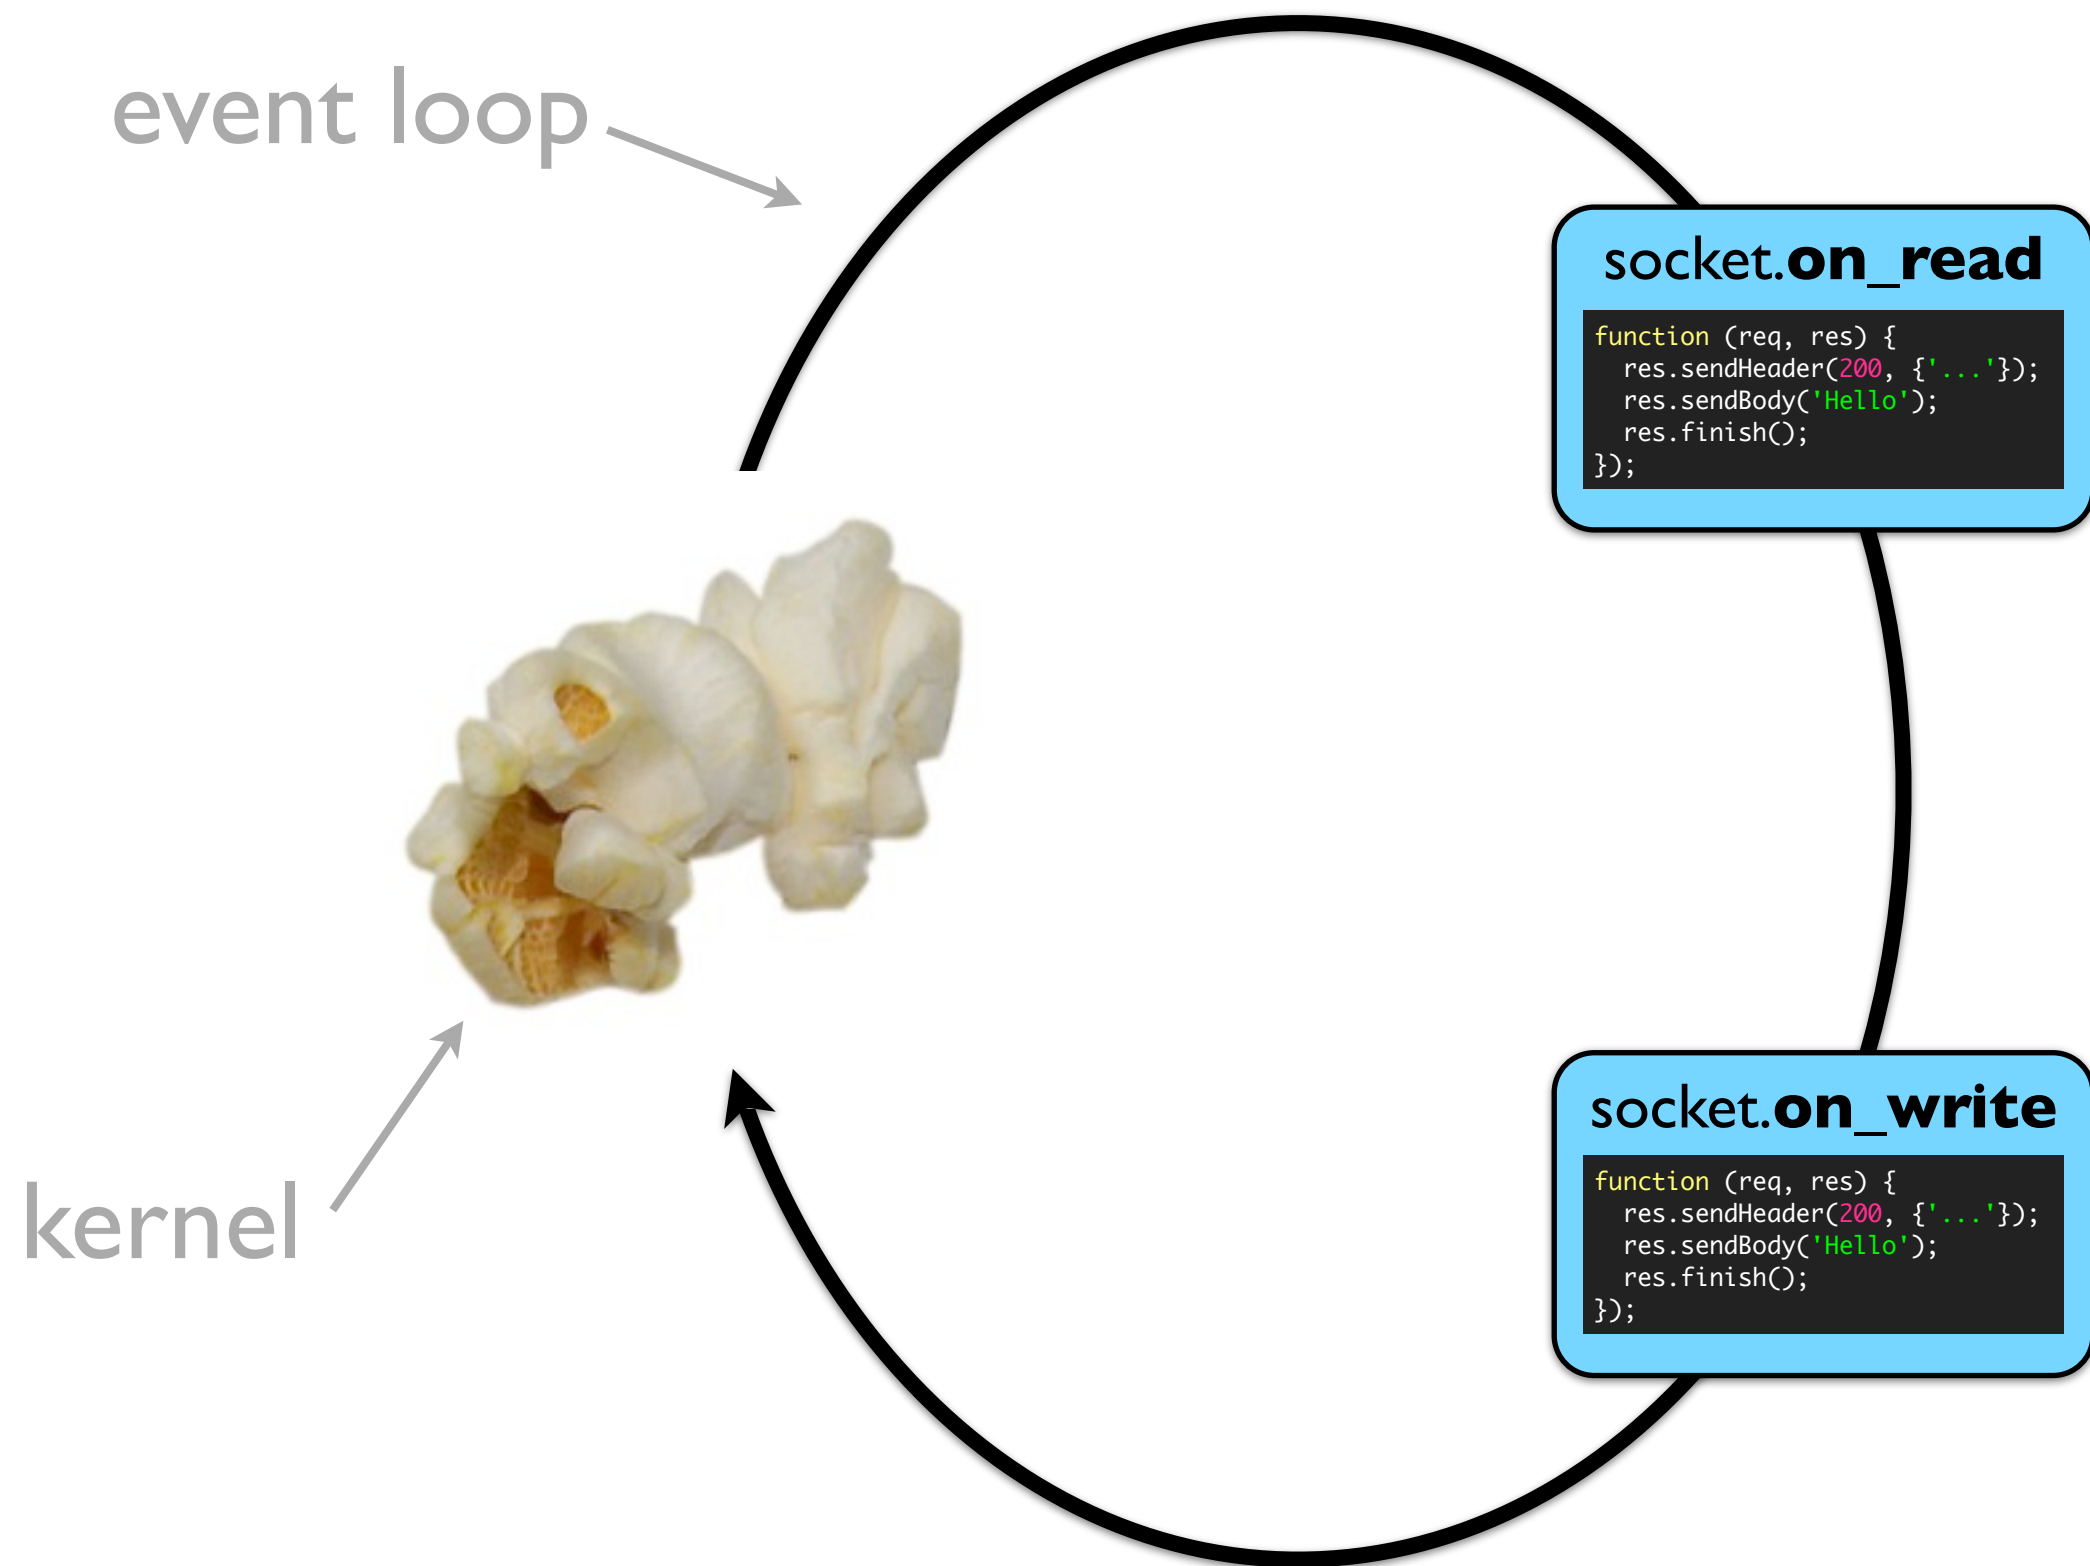 event loop
socket.on_read
function (req, res) {
  res.sendHeader(200, {'...'});
  res.sendBody('Hello');
  res.finish();
});
kernel
socket.on_write
function (req, res) {
  res.sendHeader(200, {'...'});
  res.sendBody('Hello');
  res.finish();
});